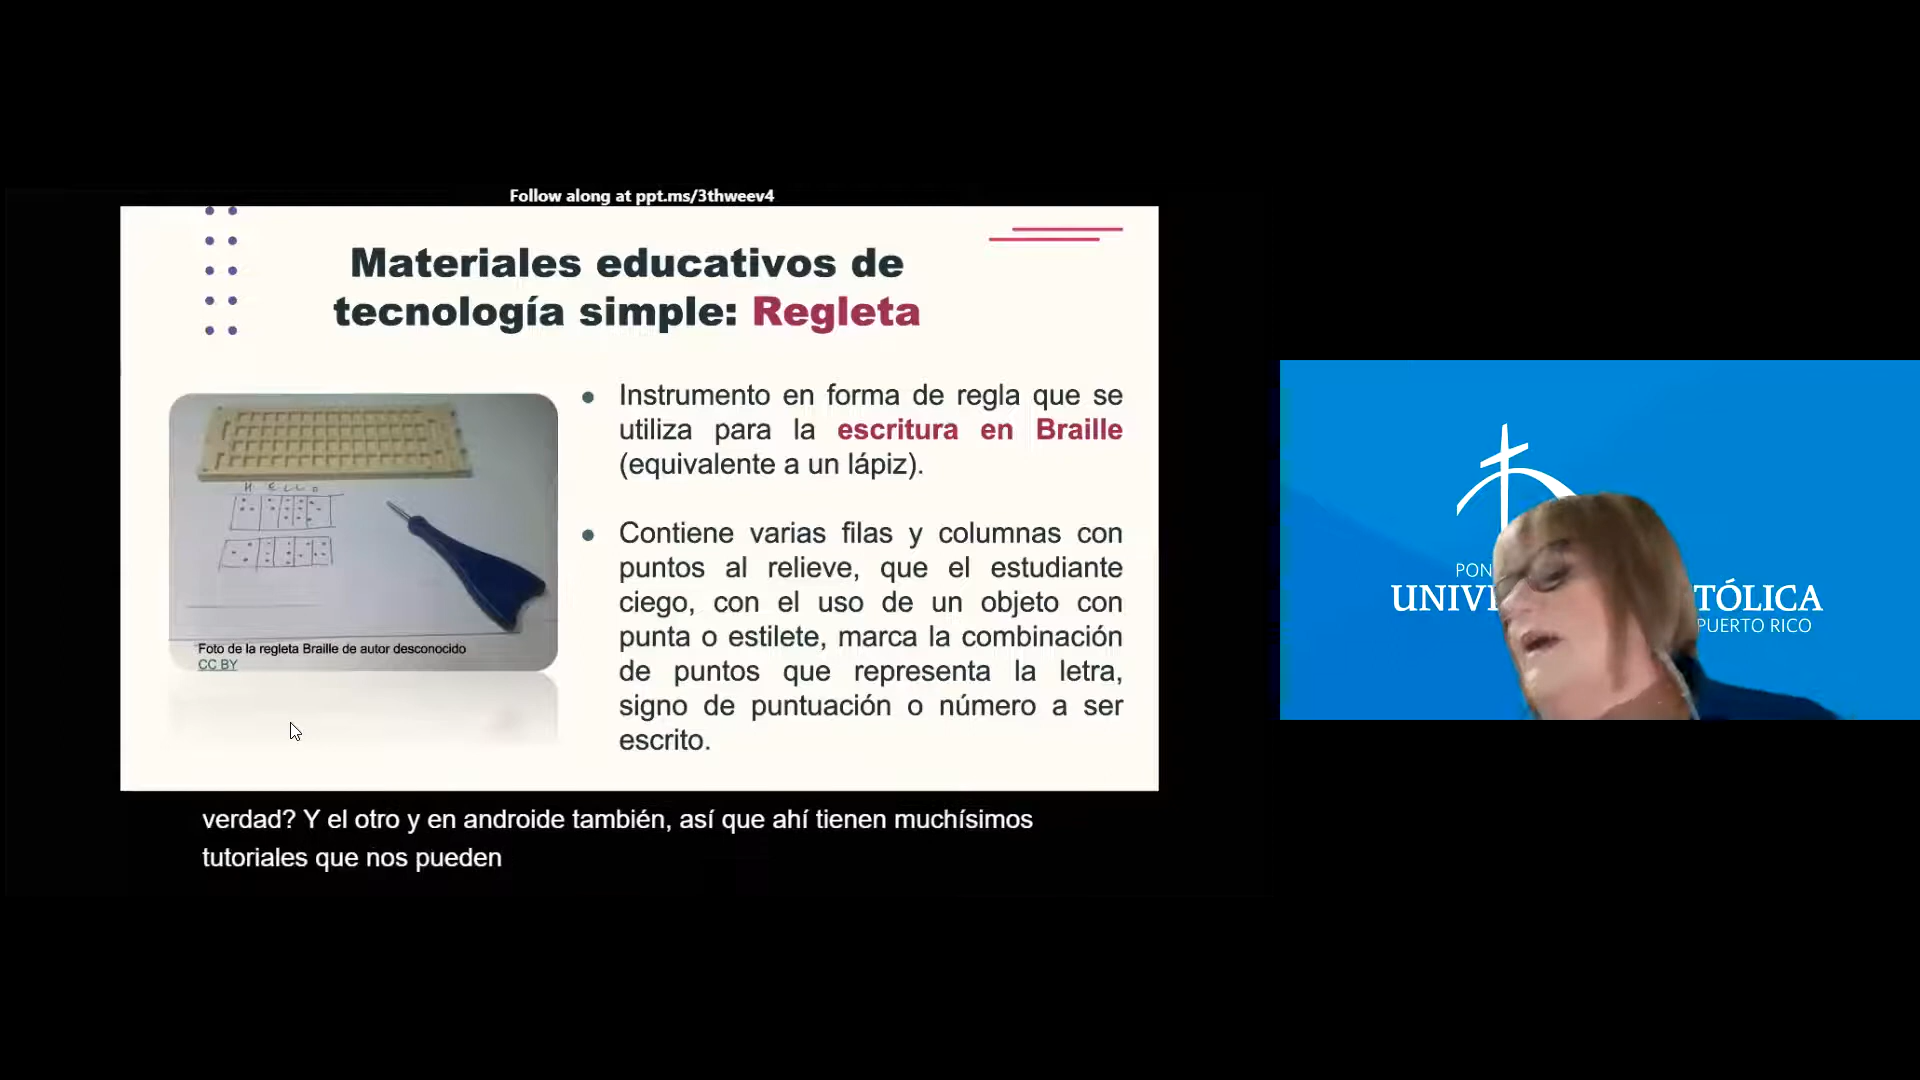 Follow along at ppt.ms/3thweev4
Materiales educativos de
tecnología simple: Regleta
Instrumento en forma de regla que se
utiliza para la escritura en Braille
(equivalente a un lápiz).
Contiene varias filas y columnas con
puntos al relieve, que el estudiante
ciego, con el uso de un objeto con
punta o estilete, marca la combinación
de puntos que representa la letra,
signo de puntuación o número a ser
escrito.
H E L L O
Foto de la regleta Braille de autor desconocido
CC BY
verdad? Y el otro y en androide también, así que ahí tienen muchísimos
tutoriales que nos pueden
PON
UNIV TÓLICA
PUERTO RICO